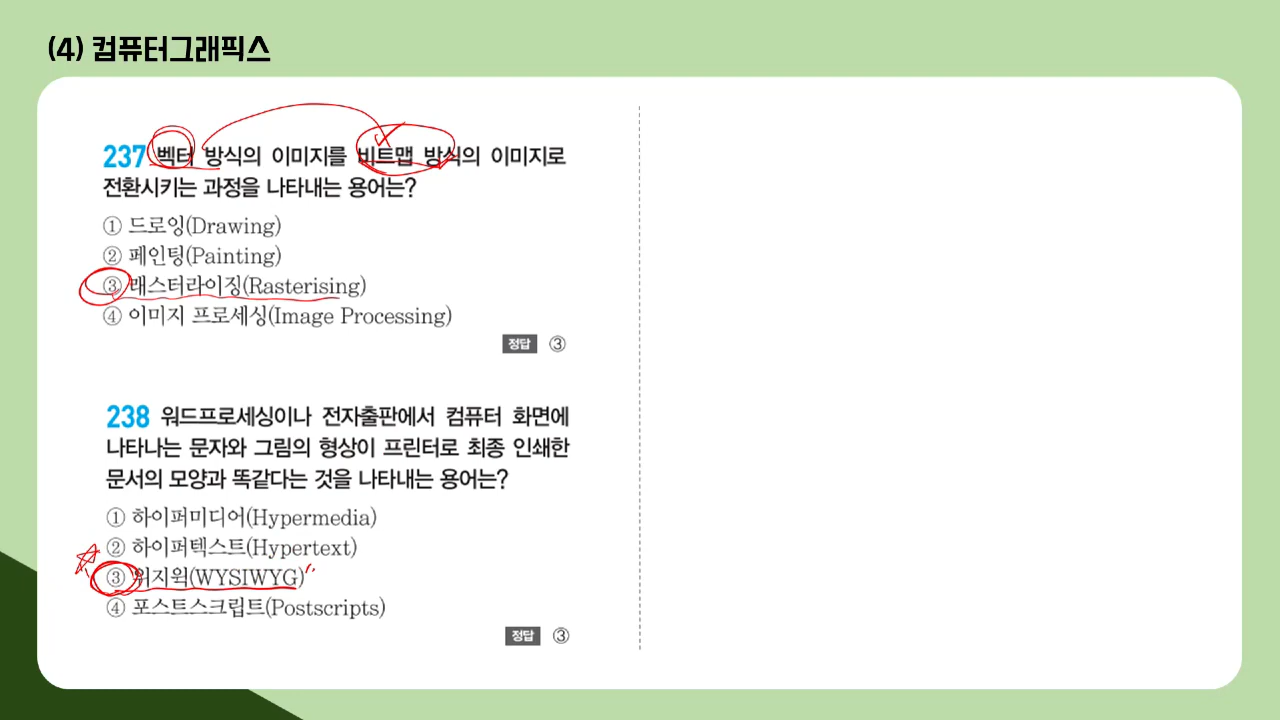 (4) 컴퓨터그래픽스
237 벡터 방식의 이미지를 비트맵 방식의 이미지로
전환시키는 과정을 나타내는 용어는?
① 드로잉(Drawing)
② 페인팅(Painting)
③ 래스터라이징(Rasterising)
④ 이미지 프로세싱(Image Processing)
정답 ③
238 워드프로세싱이나 전자출판에서 컴퓨터 화면에
나타나는 문자와 그림의 형상이 프린터로 최종 인쇄한
문서의 모양과 똑같다는 것을 나타내는 용어는?
① 하이퍼미디어(Hypermedia)
② 하이퍼텍스트(Hypertext)
③ 위지윅(WYSIWYG)
④ 포스트스크립트(Postscripts)
정답 ③